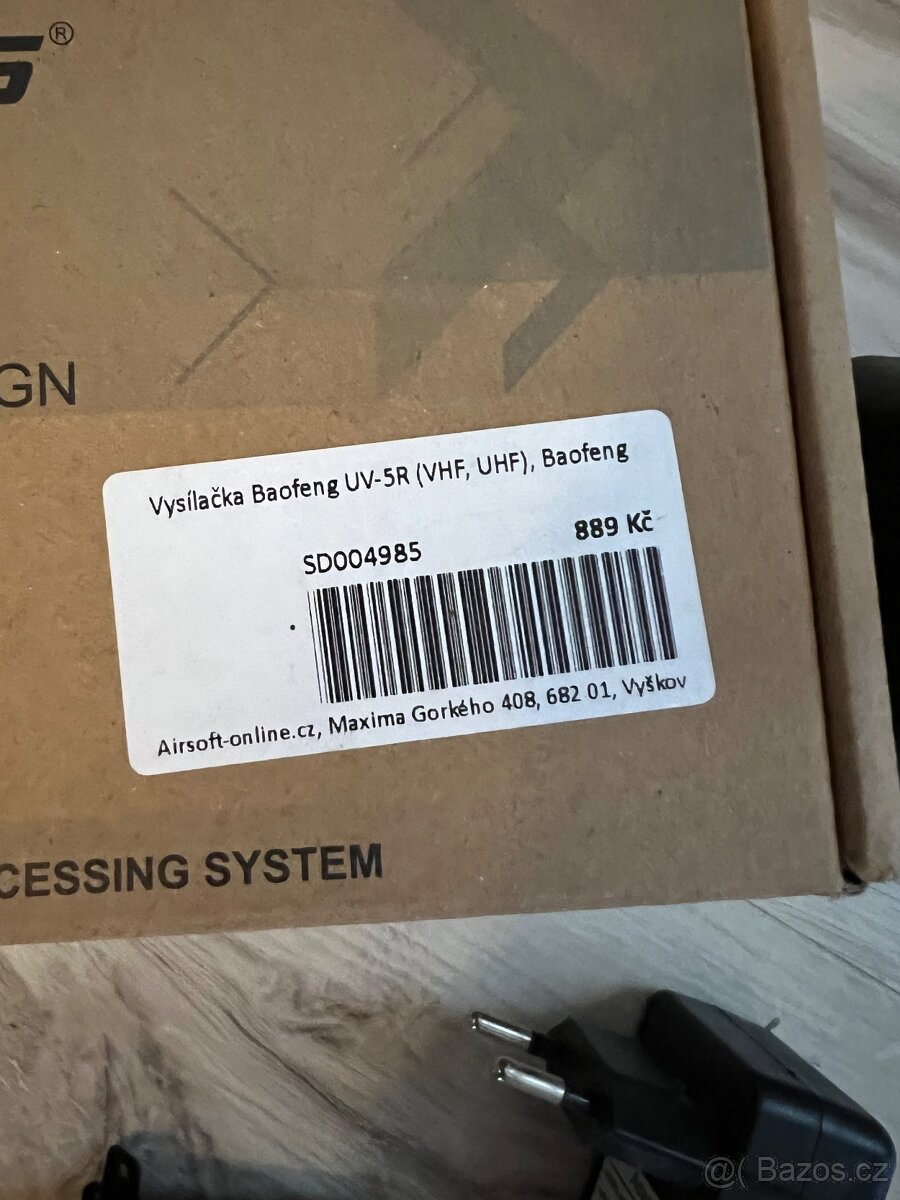 ®
GN
Vysílačka Baofeng UV-5R (VHF, UHF), Baofeng
889 Kč
SD004985
Airsoft-online.cz, Maxima Gorkého 408, 682 01, Vyškov
CESSING SYSTEM
@( Bazos.cz